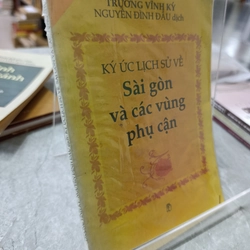 TRƯƠNG VĨNH KÝ
NGUYỄN ĐÌNH ĐẦU dịch
KÝ ỨC LỊCH SỬ VỀ
Sài gòn
và các vùng
phụ cận